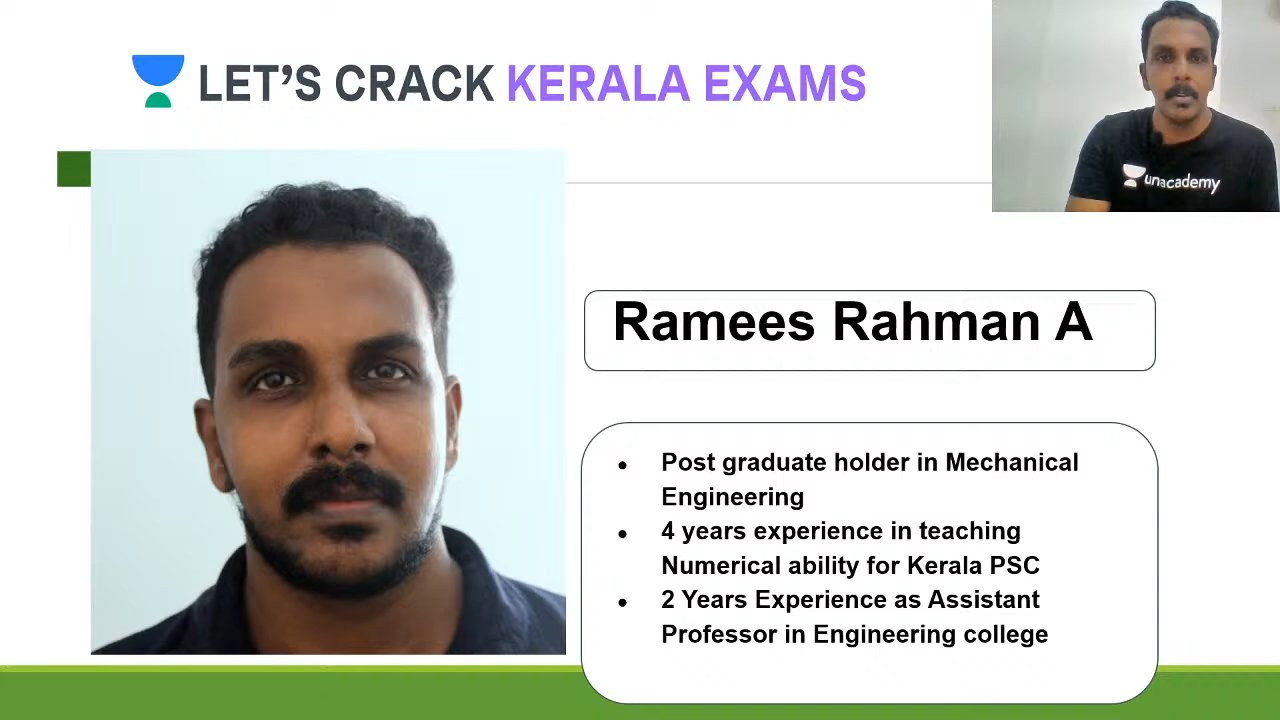 LET'S CRACK KERALA EXAMS
unacademy
Ramees Rahman A
• Post graduate holder in Mechanical
Engineering
• 4 years experience in teaching
Numerical ability for Kerala PSC
• 2 Years Experience as Assistant
Professor in Engineering college